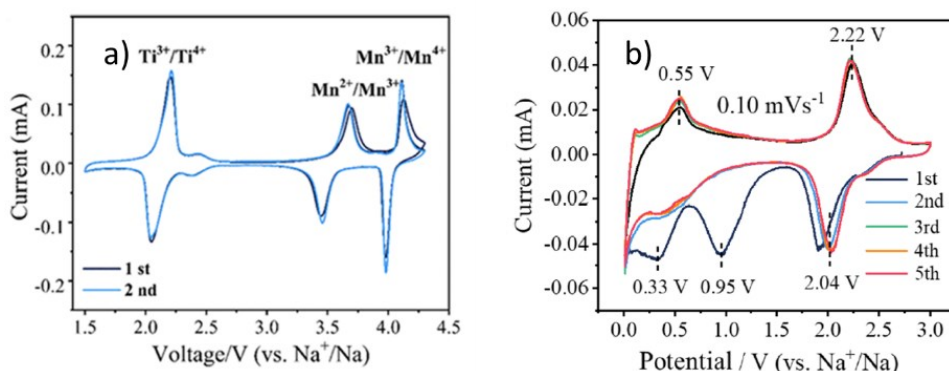 a)
Ti3+/Ti4+
Mn3+/Mn4+
Mn2+/Mn3+
0.2
0.1
0.0
-0.1
-0.2
Current (mA)
1 st
2 nd
1.5 2.0 2.5 3.0 3.5 4.0 4.5
Voltage/V (vs. Na+/Na)
b)
0.55 V
2.22 V
0.10 mVs-1
0.06
0.04
0.02
0.00
-0.02
-0.04
-0.06
Current (mA)
1st
2nd
3rd
4th
5th
0.33 V
0.95 V
2.04 V
0.0 0.5 1.0 1.5 2.0 2.5 3.0
Potential / V (vs. Na+/Na)